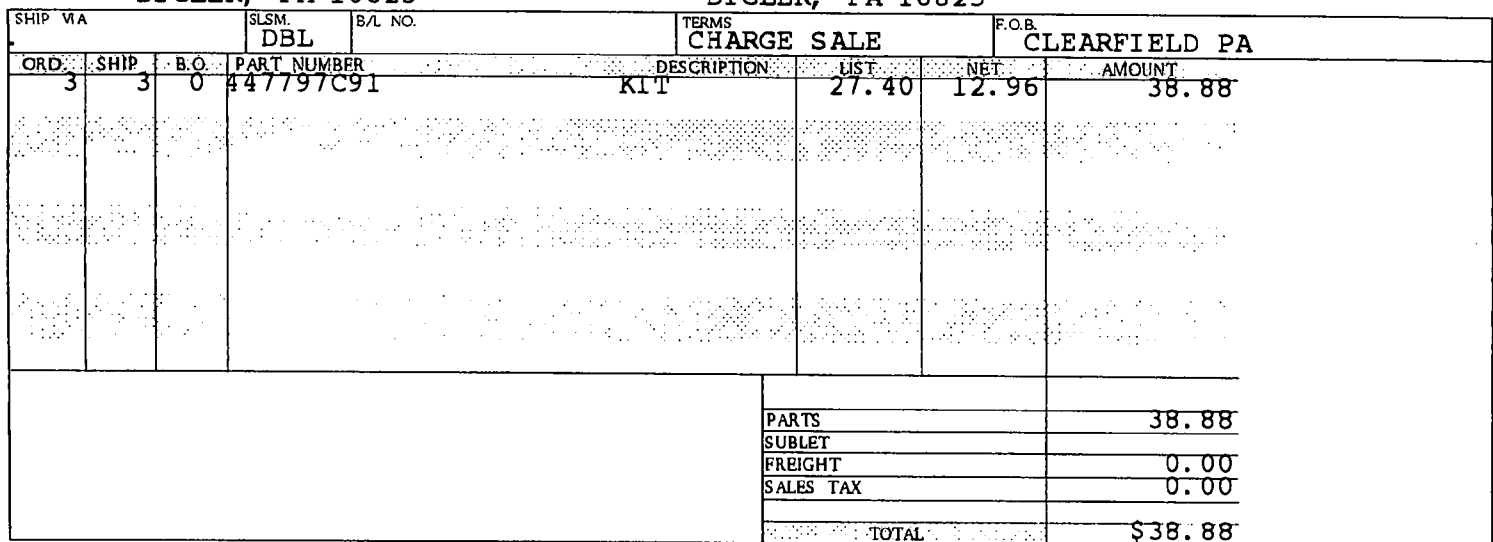 SHIP VIA SLSM. B/L NO. TERMS F.O.B.
DBL CHARGE SALE CLEARFIELD PA
ORD. SHIP B.O. PART NUMBER DESCRIPTION LIST NET AMOUNT
3 3 0 447797C91 KIT 27.40 12.96 38.88
PARTS 38.88
SUBLET
FREIGHT 0.00
SALES TAX 0.00
TOTAL $38.88